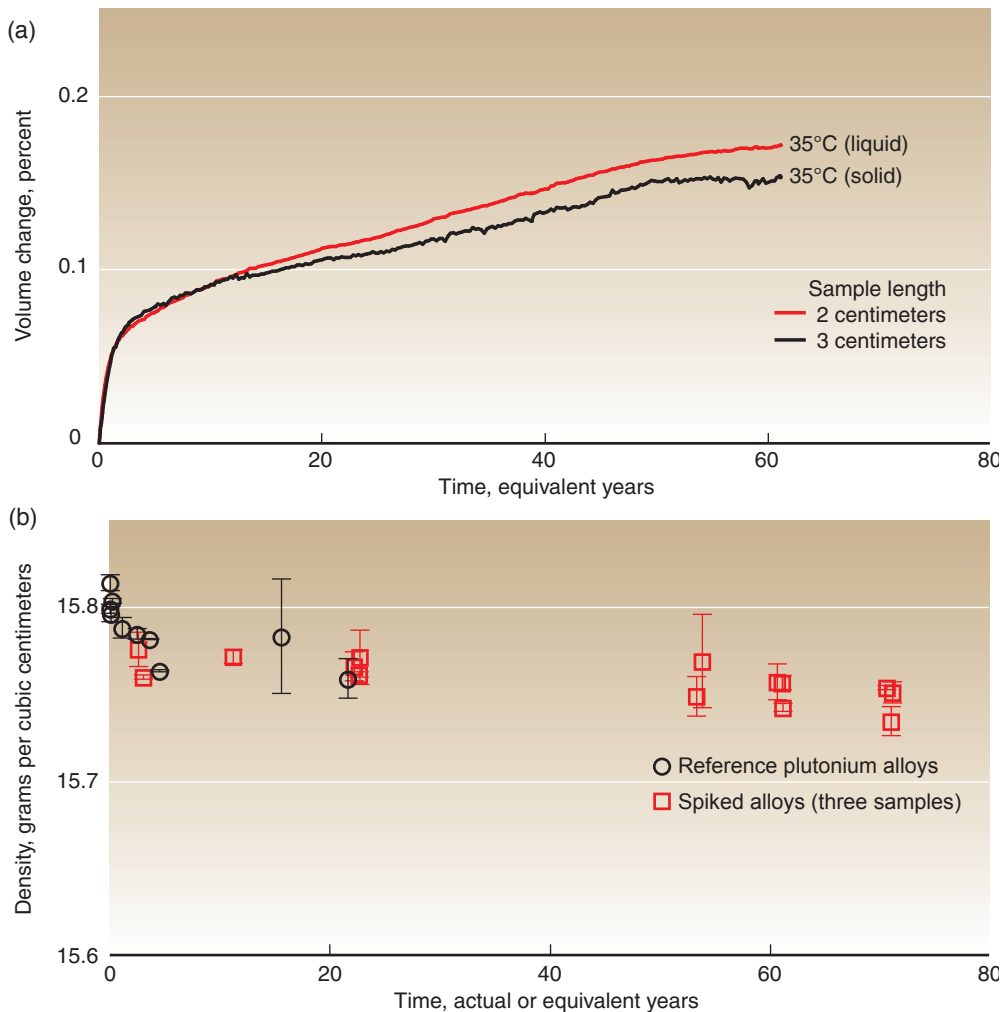 (a)
Volume change, percent
0.2
0.1
0
35°C (liquid)
35°C (solid)
Sample length
2 centimeters
3 centimeters
0
20
40
60
80
Time, equivalent years
(b)
Density, grams per cubic centimeters
15.8
15.7
15.6
Reference plutonium alloys
Spiked alloys (three samples)
0
20
40
60
80
Time, actual or equivalent years